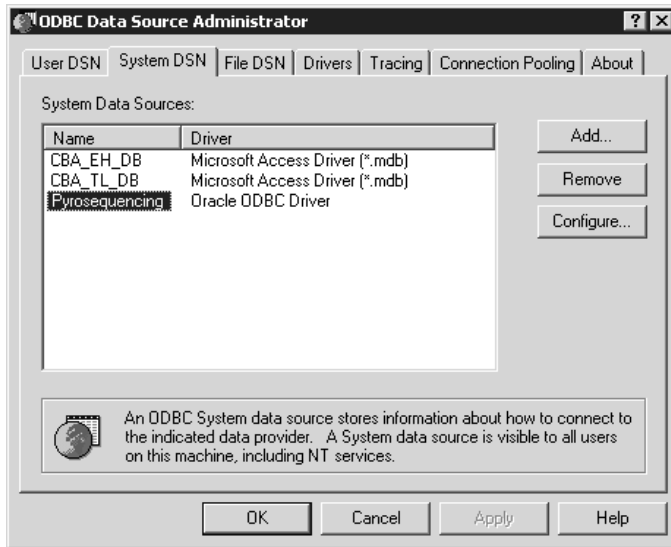 ODBC Data Source Administrator
User DSN System DSN File DSN Drivers Tracing Connection Pooling About
System Data Sources:
Name Driver
CBA_EH_DB Microsoft Access Driver (*.mdb)
CBA_TL_DB Microsoft Access Driver (*.mdb)
Pyrosequencing Oracle ODBC Driver
Add...
Remove
Configure...
An ODBC System data source stores information about how to connect to
the indicated data provider. A System data source is visible to all users
on this machine, including NT services.
OK Cancel Apply Help